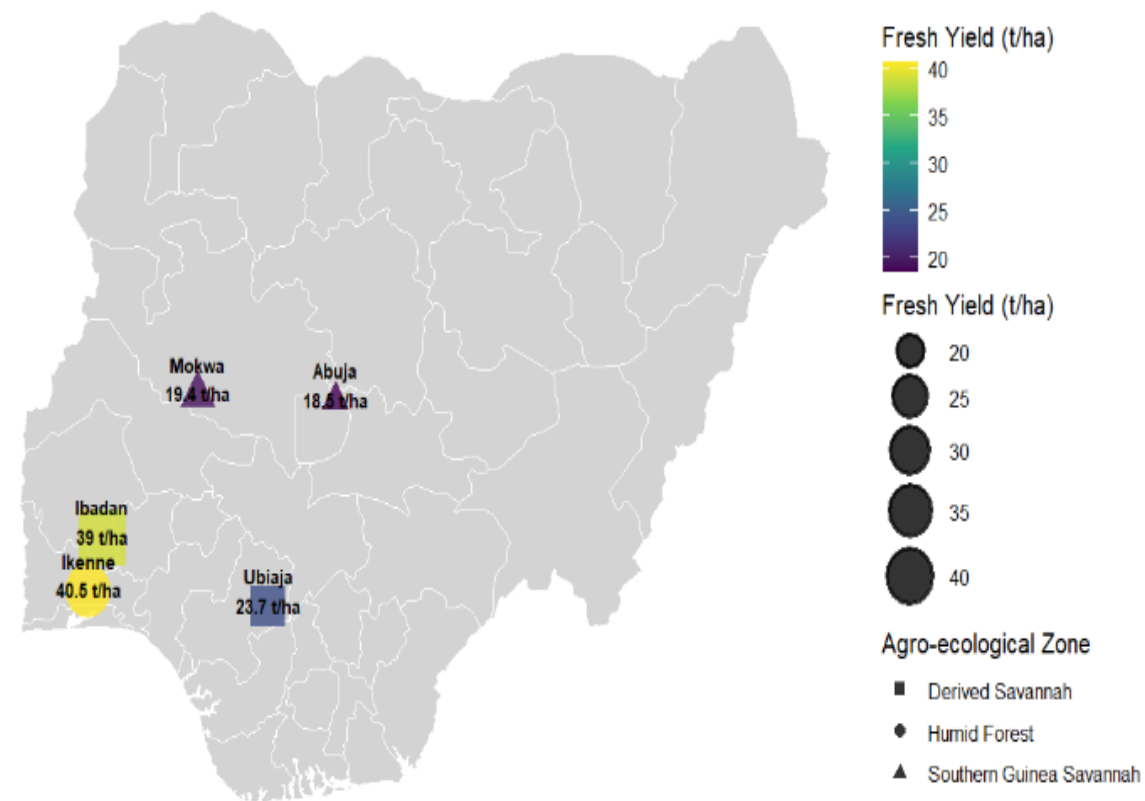 Fresh Yield (t/ha)
40
35
30
25
20
Fresh Yield (t/ha)
20
25
30
35
40
Agro-ecological Zone
Derived Savannah
Humid Forest
Southern Guinea Savannah
Mokwa
19.4 t/ha
Abuja
18.5 t/ha
Ibadan
39 t/ha
Ikenne
40.5 t/ha
Ubiaja
23.7 t/ha